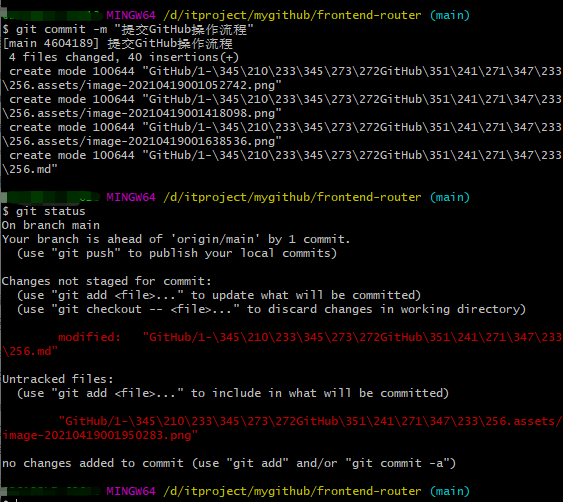 MINGW64 /d/itproject/mygithub/frontend-router (main)
$ git commit -m "提交GitHub操作流程"
[main 4604189] 提交GitHub操作流程
4 files changed, 40 insertions(+)
create mode 100644 "GitHub/1-\345\210\233\345\273\272GitHub\351\241\271\347\233
\256.assets/image-20210419001052742.png"
create mode 100644 "GitHub/1-\345\210\233\345\273\272GitHub\351\241\271\347\233
\256.assets/image-20210419001418098.png"
create mode 100644 "GitHub/1-\345\210\233\345\273\272GitHub\351\241\271\347\233
\256.assets/image-20210419001638536.png"
create mode 100644 "GitHub/1-\345\210\233\345\273\272GitHub\351\241\271\347\233
\256.md"
MINGW64 /d/itproject/mygithub/frontend-router (main)
$ git status
On branch main
Your branch is ahead of 'origin/main' by 1 commit.
(use "git push" to publish your local commits)
Changes not staged for commit:
(use "git add <file>..." to update what will be committed)
(use "git checkout -- <file>..." to discard changes in working directory)
modified: "GitHub/1-\345\210\233\345\273\272GitHub\351\241\271\347\233
\256.md"
Untracked files:
(use "git add <file>..." to include in what will be committed)
"GitHub/1-\345\210\233\345\273\272GitHub\351\241\271\347\233\256.assets/
image-20210419001950283.png"
no changes added to commit (use "git add" and/or "git commit -a")
MINGW64 /d/itproject/mygithub/frontend-router (main)